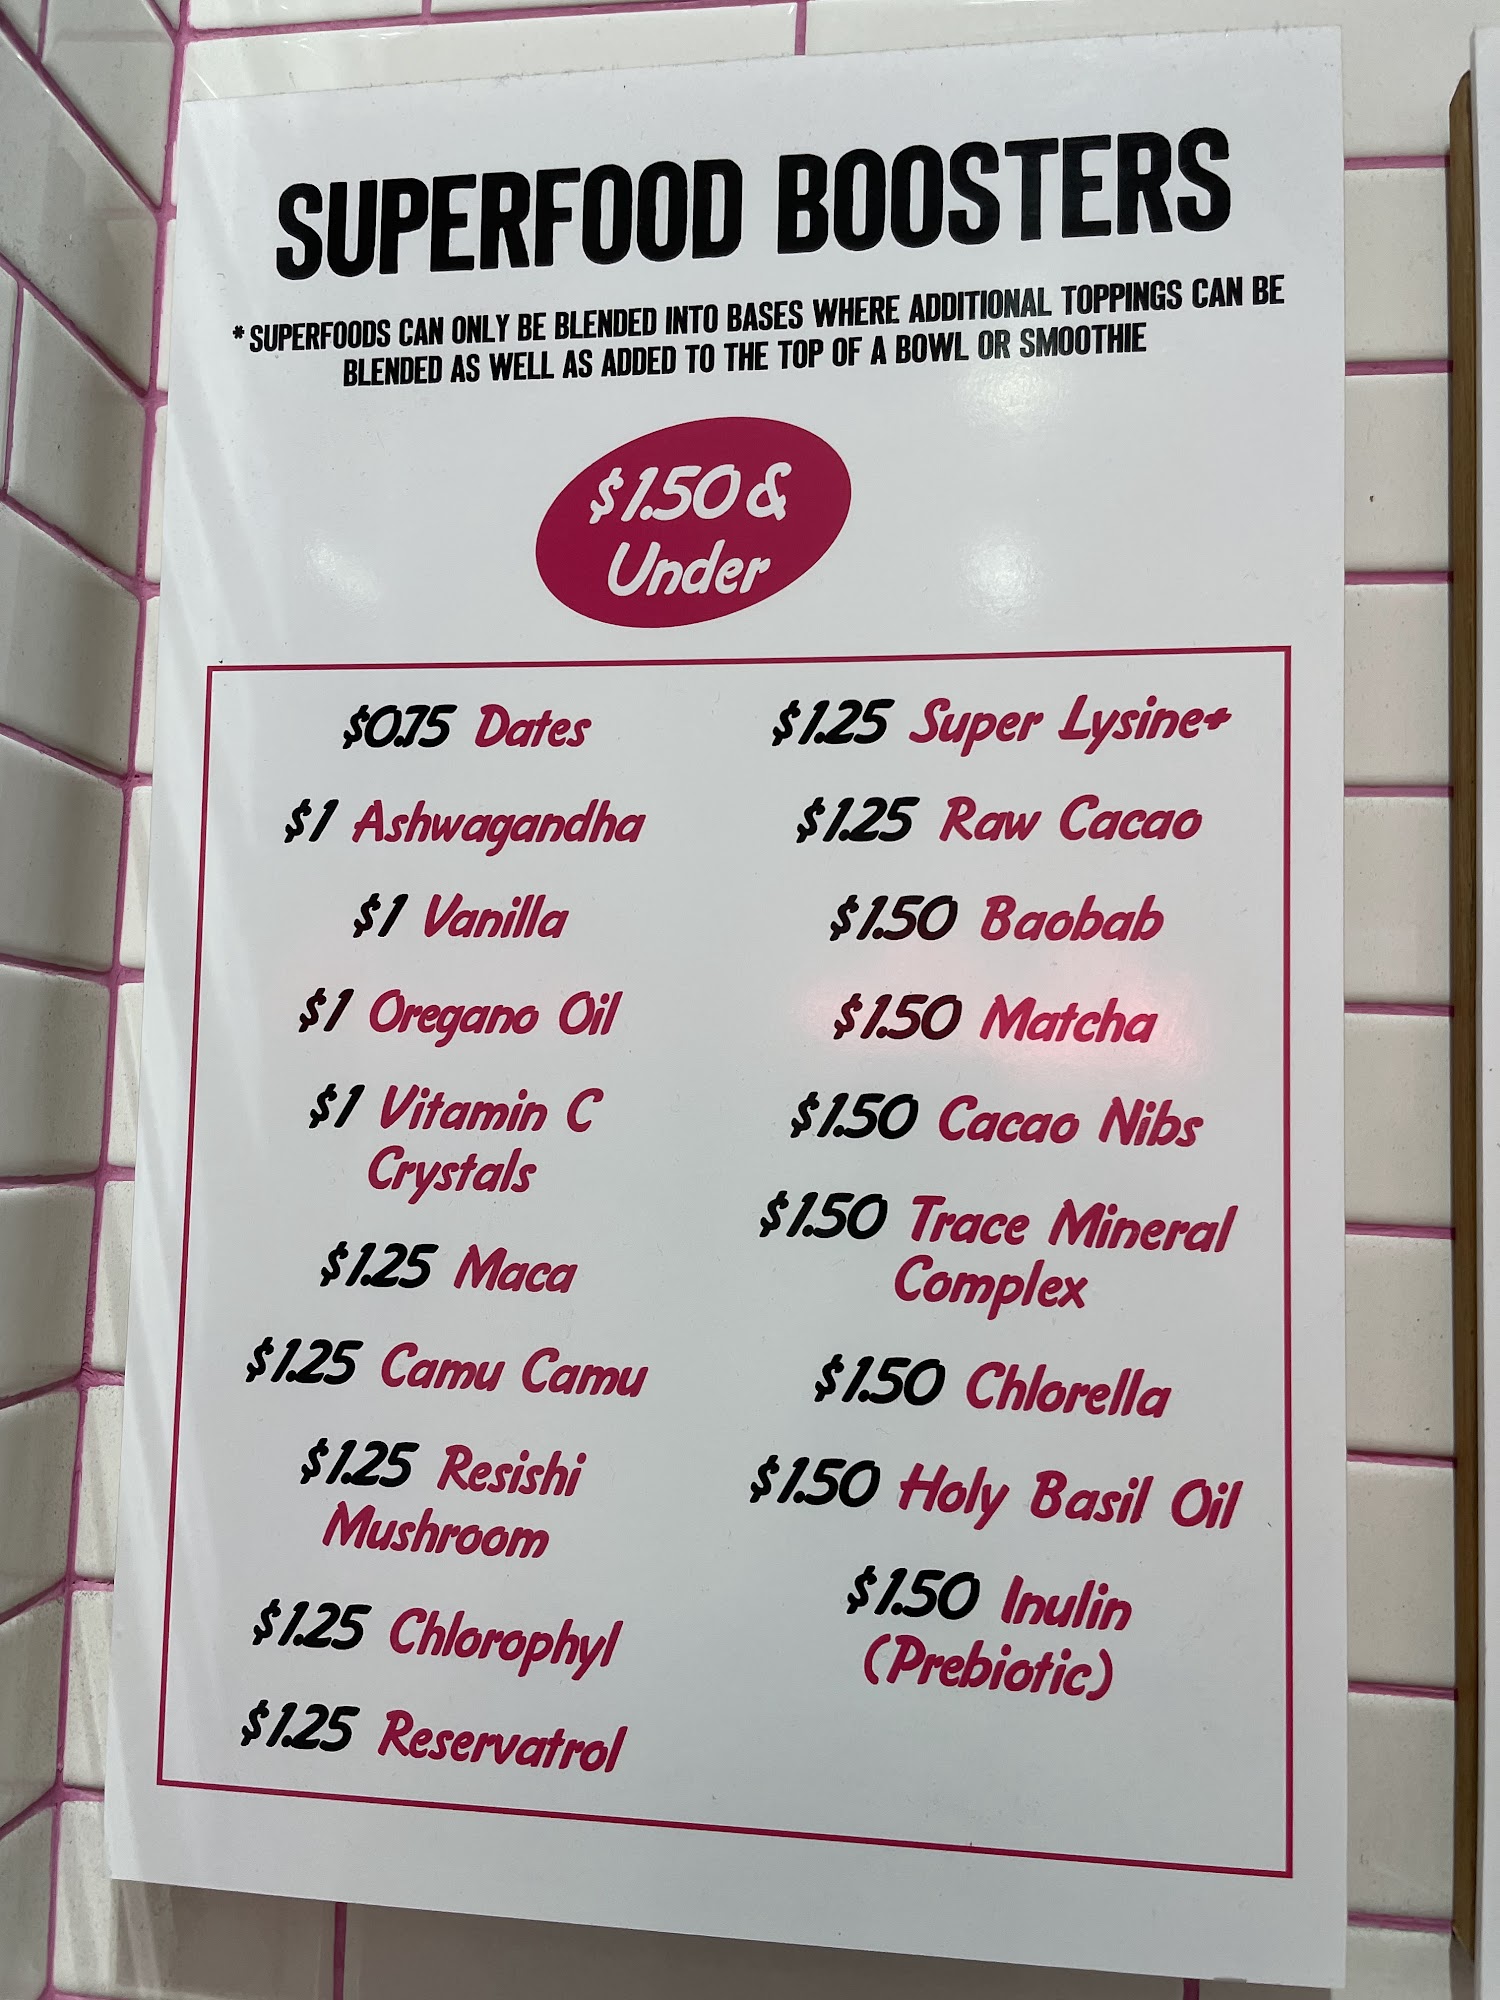 SUPERFOOD BOOSTERS
* SUPERFOODS CAN ONLY BE BLENDED INTO BASES WHERE ADDITIONAL TOPPINGS CAN BE
BLENDED AS WELL AS ADDED TO THE TOP OF A BOWL OR SMOOTHIE
$1.50 &
Under
$0.75 Dates
$1 Ashwagandha
$1 Vanilla
$1 Oregano Oil
$1 Vitamin C
Crystals
$1.25 Maca
$1.25 Camu Camu
$1.25 Resishi
Mushroom
$1.25 Chlorophyl
$1.25 Reservatrol
$1.25 Super Lysine+
$1.25 Raw Cacao
$1.50 Baobab
$1.50 Matcha
$1.50 Cacao Nibs
$1.50 Trace Mineral
Complex
$1.50 Chlorella
$1.50 Holy Basil Oil
$1.50 Inulin
(Prebiotic)